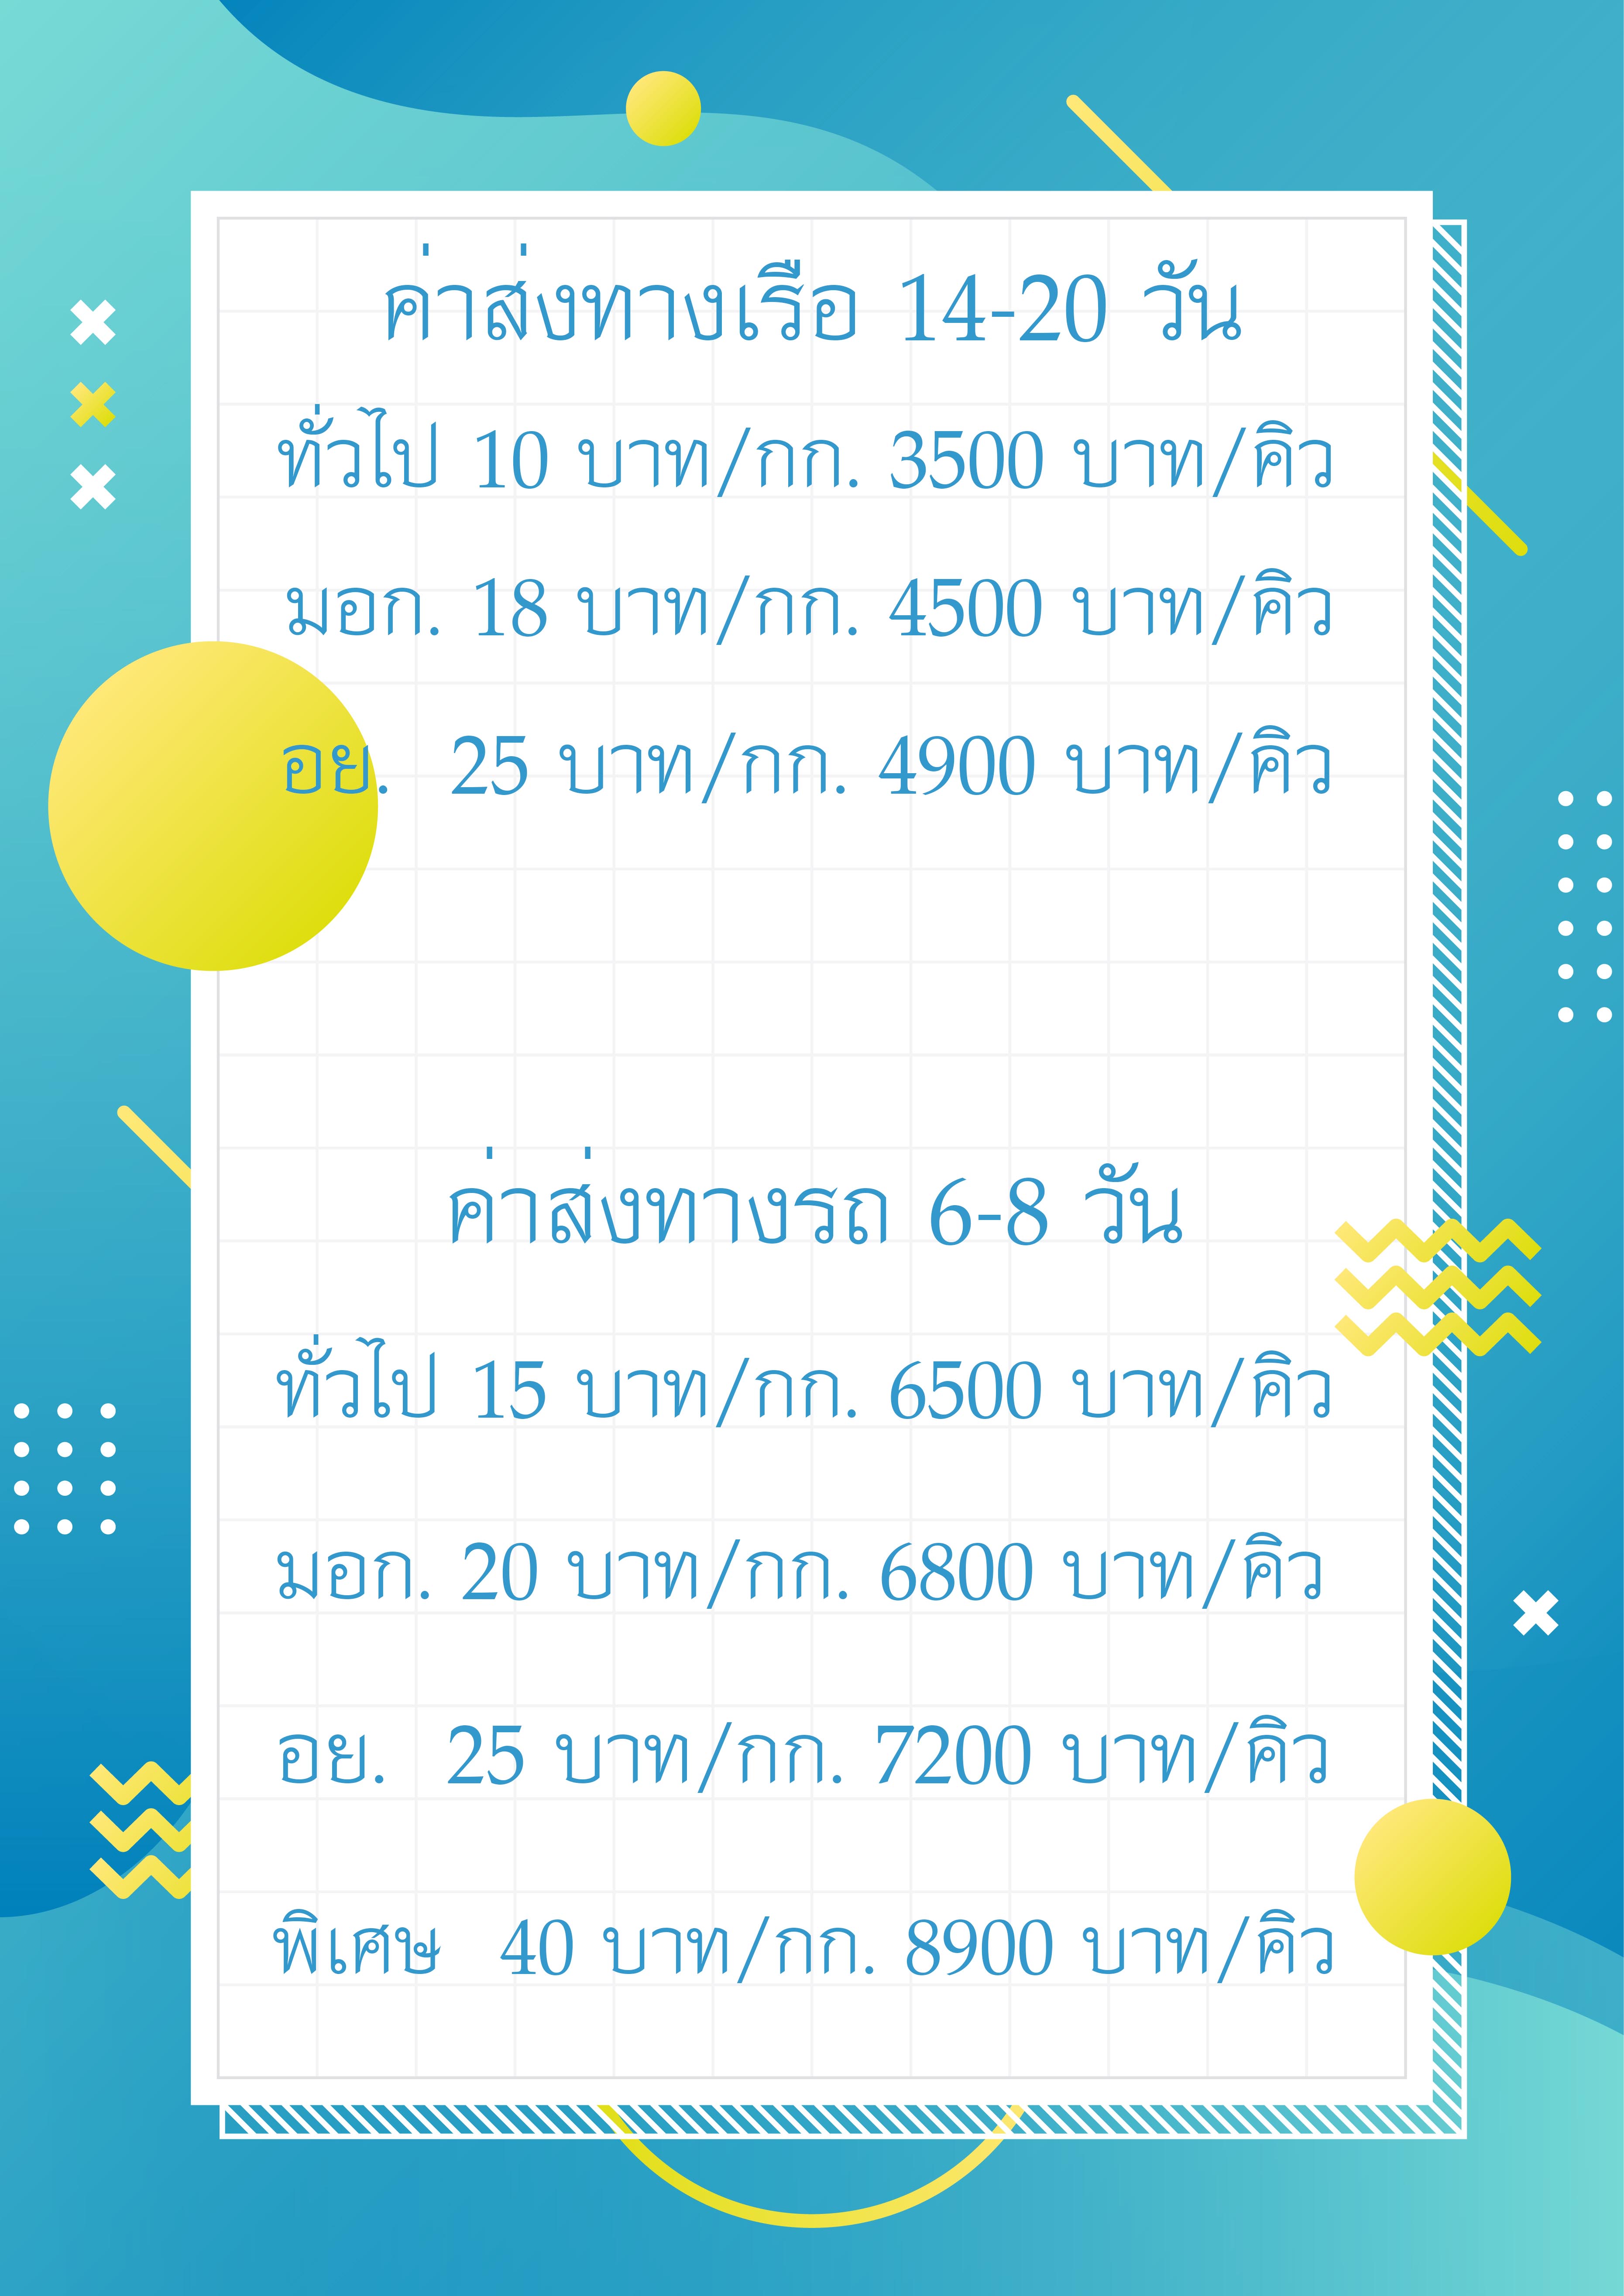 ค่าส่งทางเรือ 14-20 วัน
ทั่วไป 10 บาท/กก. 3500 บาท/คิว
มอก. 18 บาท/กก. 4500 บาท/คิว
อย. 25 บาท/กก. 4900 บาท/คิว
ค่าส่งทางรถ 6-8 วัน
ทั่วไป 15 บาท/กก. 6500 บาท/คิว
มอก. 20 บาท/กก. 6800 บาท/คิว
อย. 25 บาท/กก. 7200 บาท/คิว
พิเศษ 40 บาท/กก. 8900 บาท/คิว